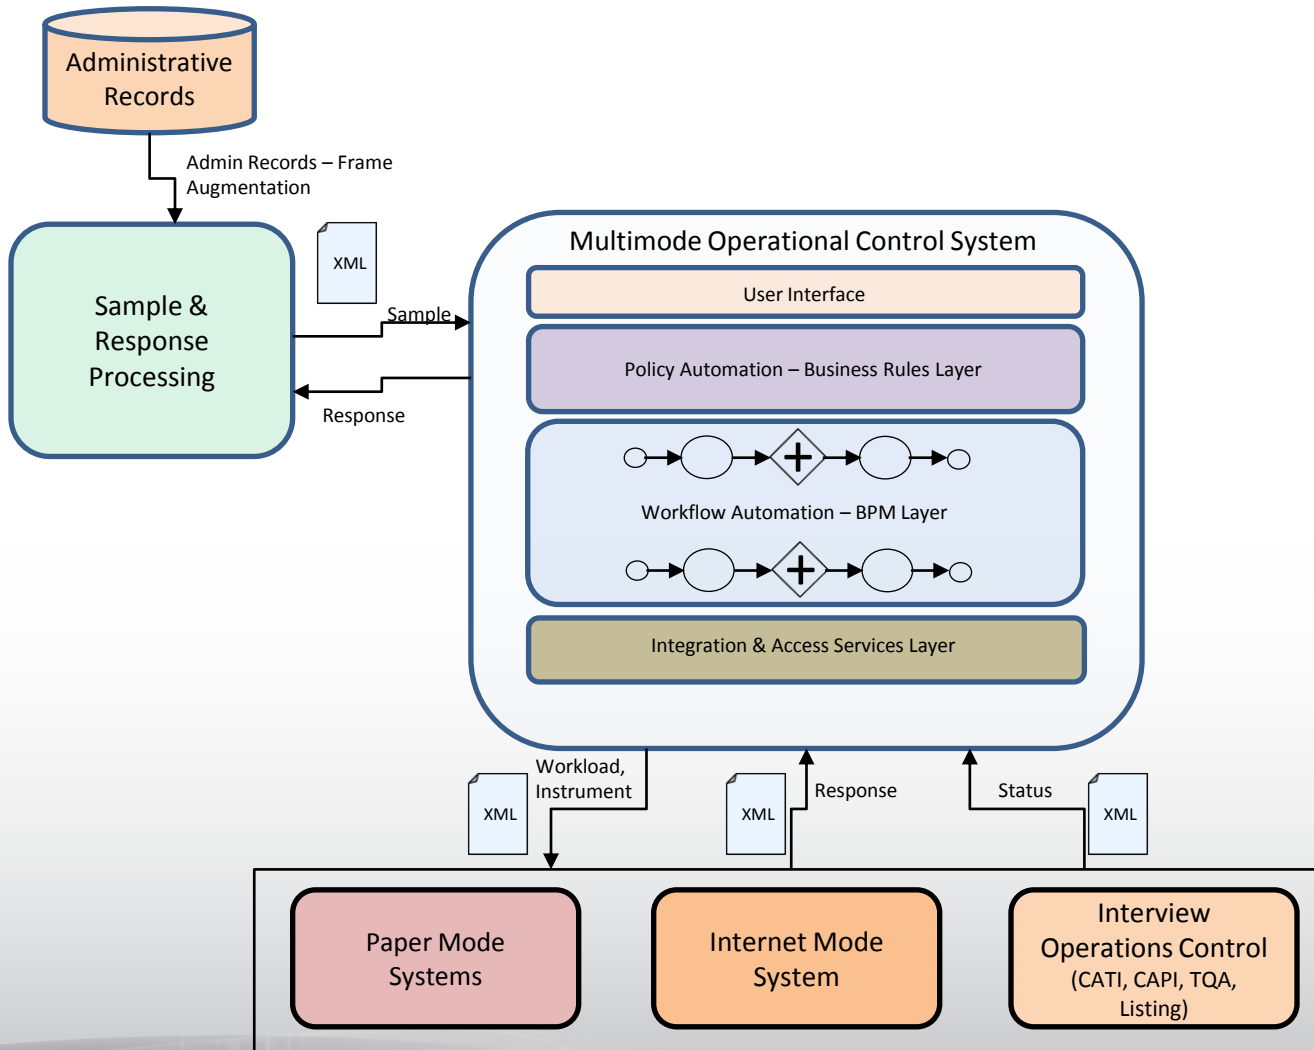 Administrative
Records
Admin Records – Frame
Augmentation
XML
Sample &
Response
Processing
Sample
Response
Multimode Operational Control System
User Interface
Policy Automation – Business Rules Layer
Workflow Automation – BPM Layer
Integration & Access Services Layer
XML
Workload,
Instrument
XML
Response
Status
XML
Paper Mode
Systems
Internet Mode
System
Interview
Operations Control
(CATI, CAPI, TQA,
Listing)